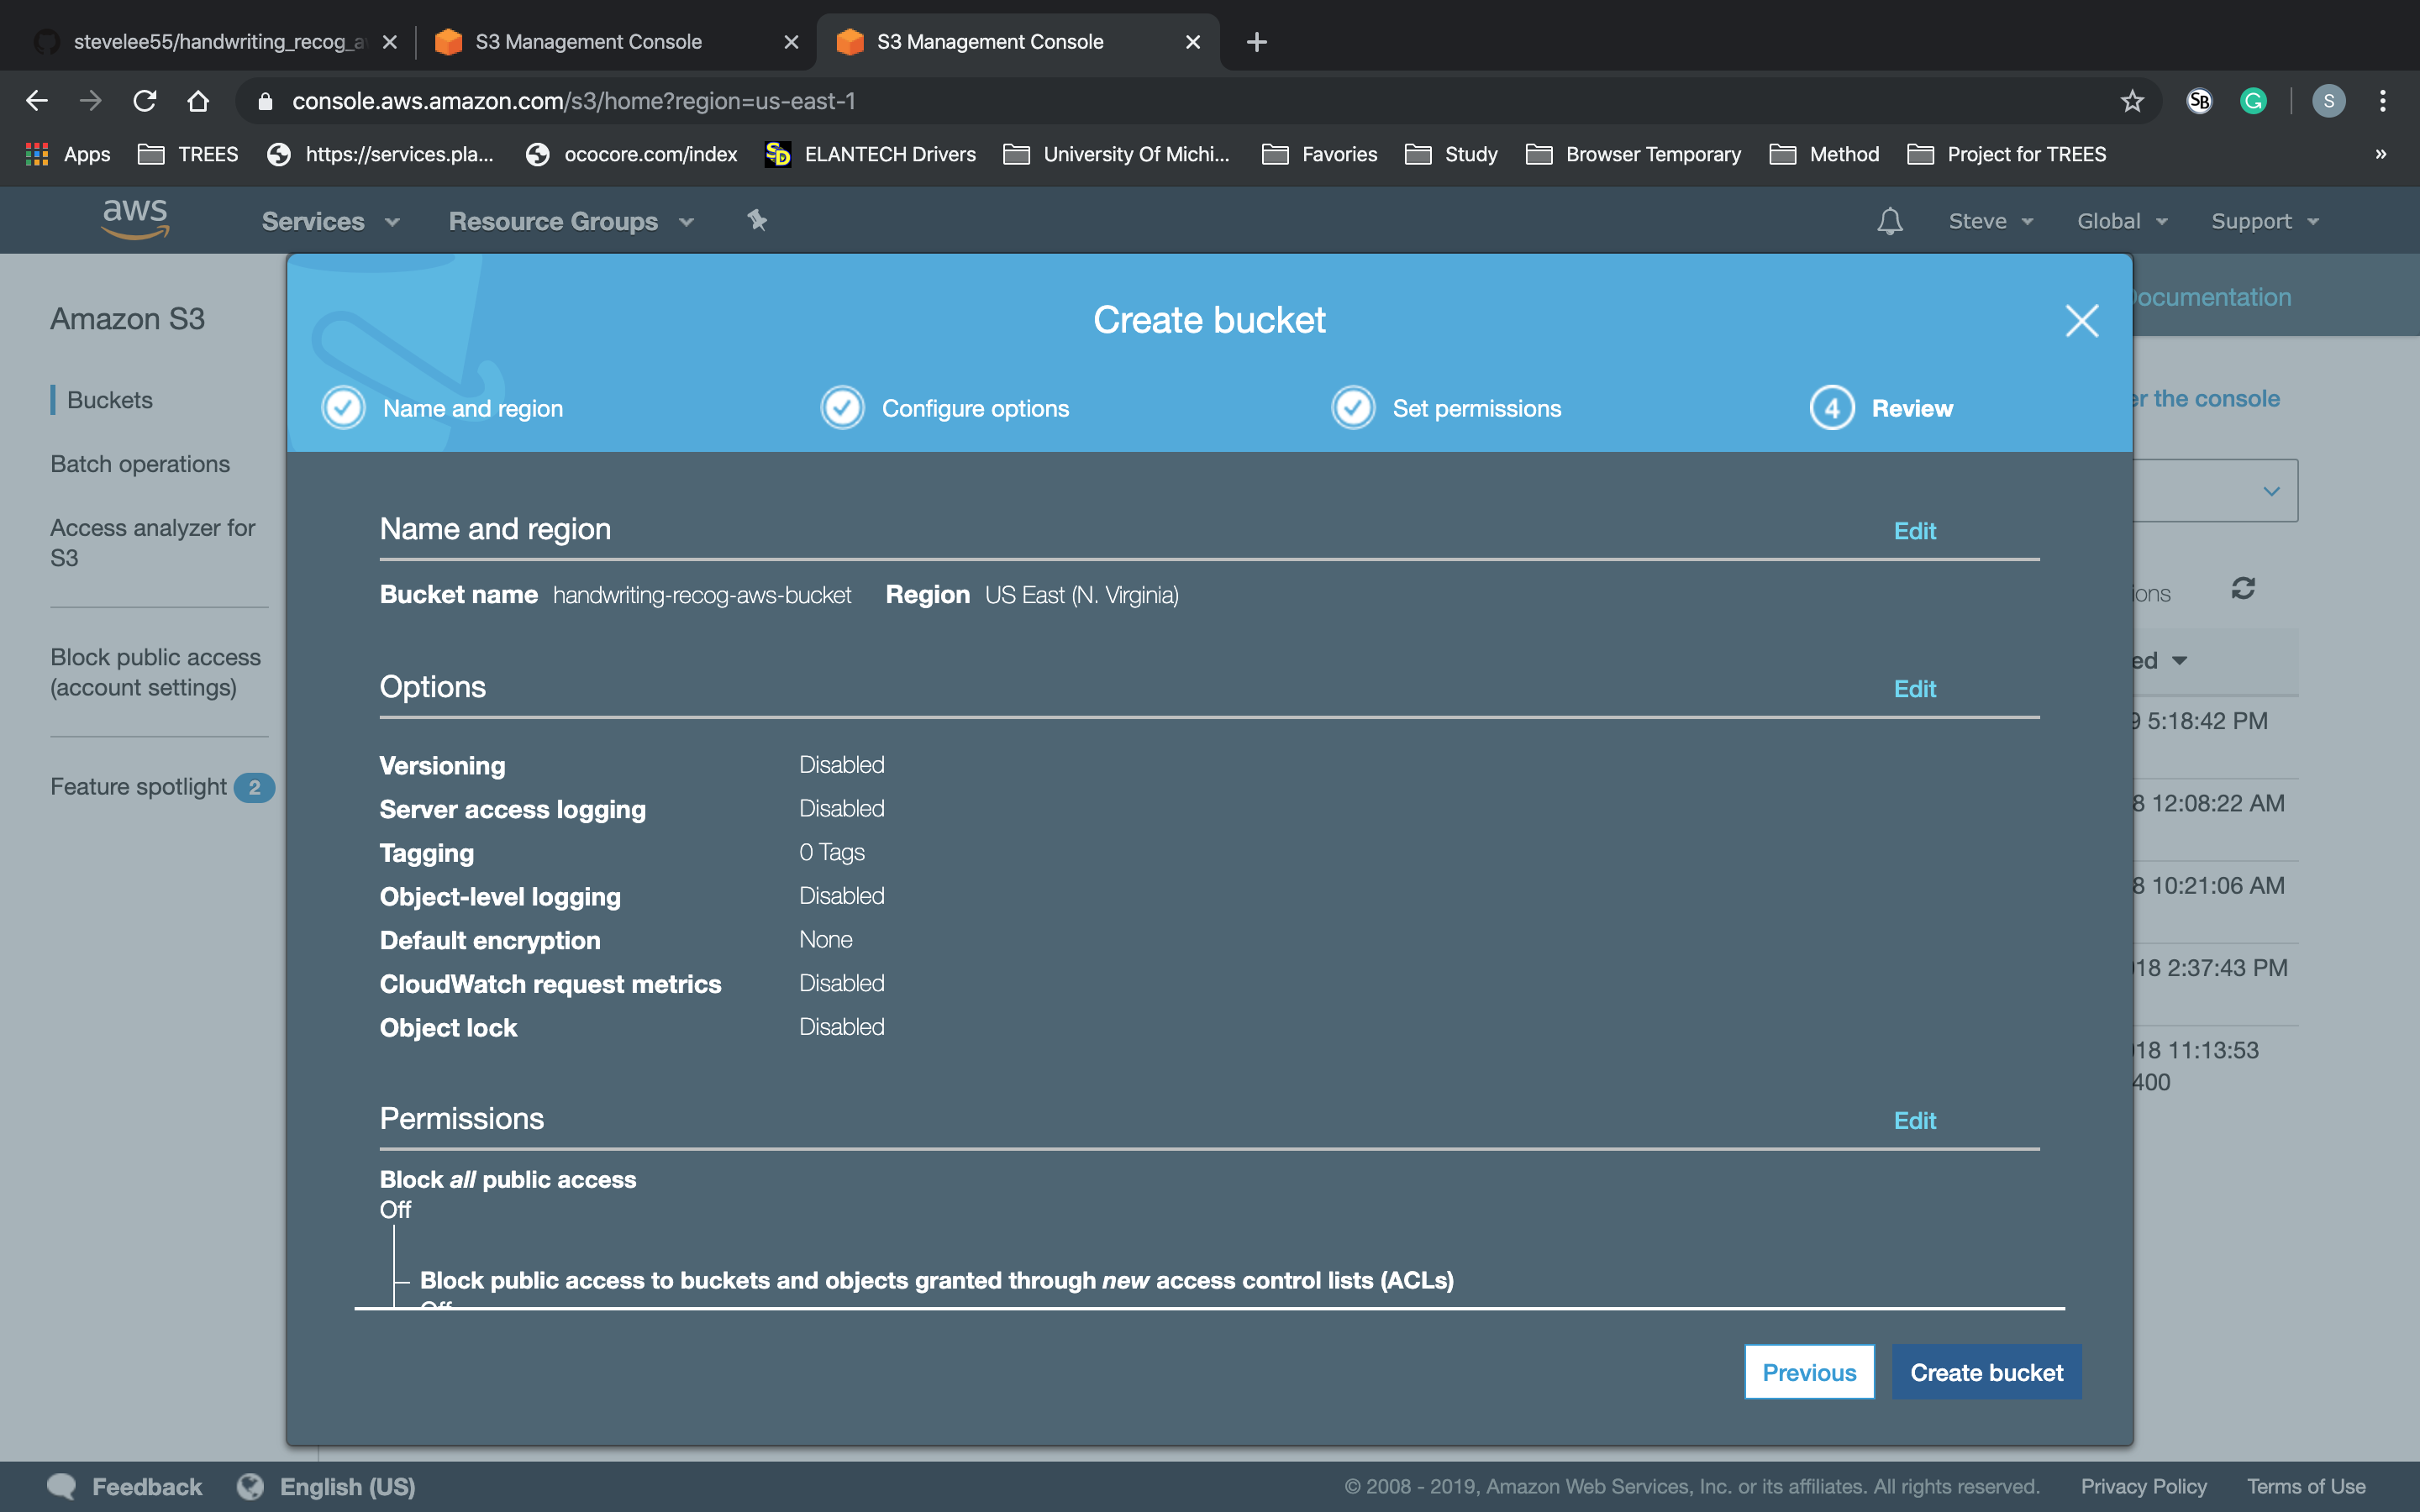 stevelee55/handwriting_recog_a
S3 Management Console
S3 Management Console
console.aws.amazon.com/s3/home?region=us-east-1
SB
G
S
Apps
TREES
https://services.pla...
ococore.com/index
SD
ELANTECH Drivers
University Of Michi...
Favories
Study
Browser Temporary
Method
Project for TREES
»
aws
Services
Resource Groups
Steve
Global
Support
Amazon S3
Buckets
Batch operations
Access analyzer for
S3
Block public access
(account settings)
Feature spotlight 2
Documentation
er the console
ions
ed
9 5:18:42 PM
8 12:08:22 AM
8 10:21:06 AM
18 2:37:43 PM
18 11:13:53
400
Create bucket
Name and region
Configure options
Set permissions
4 Review
Name and region
Edit
Bucket name handwriting-recog-aws-bucket Region US East (N. Virginia)
Options
Edit
Versioning Disabled
Server access logging Disabled
Tagging 0 Tags
Object-level logging Disabled
Default encryption None
CloudWatch request metrics Disabled
Object lock Disabled
Permissions
Edit
Block all public access
Off
Block public access to buckets and objects granted through new access control lists (ACLs)
Off
Previous
Create bucket
Feedback
English (US)
© 2008 - 2019, Amazon Web Services, Inc. or its affiliates. All rights reserved.
Privacy Policy
Terms of Use